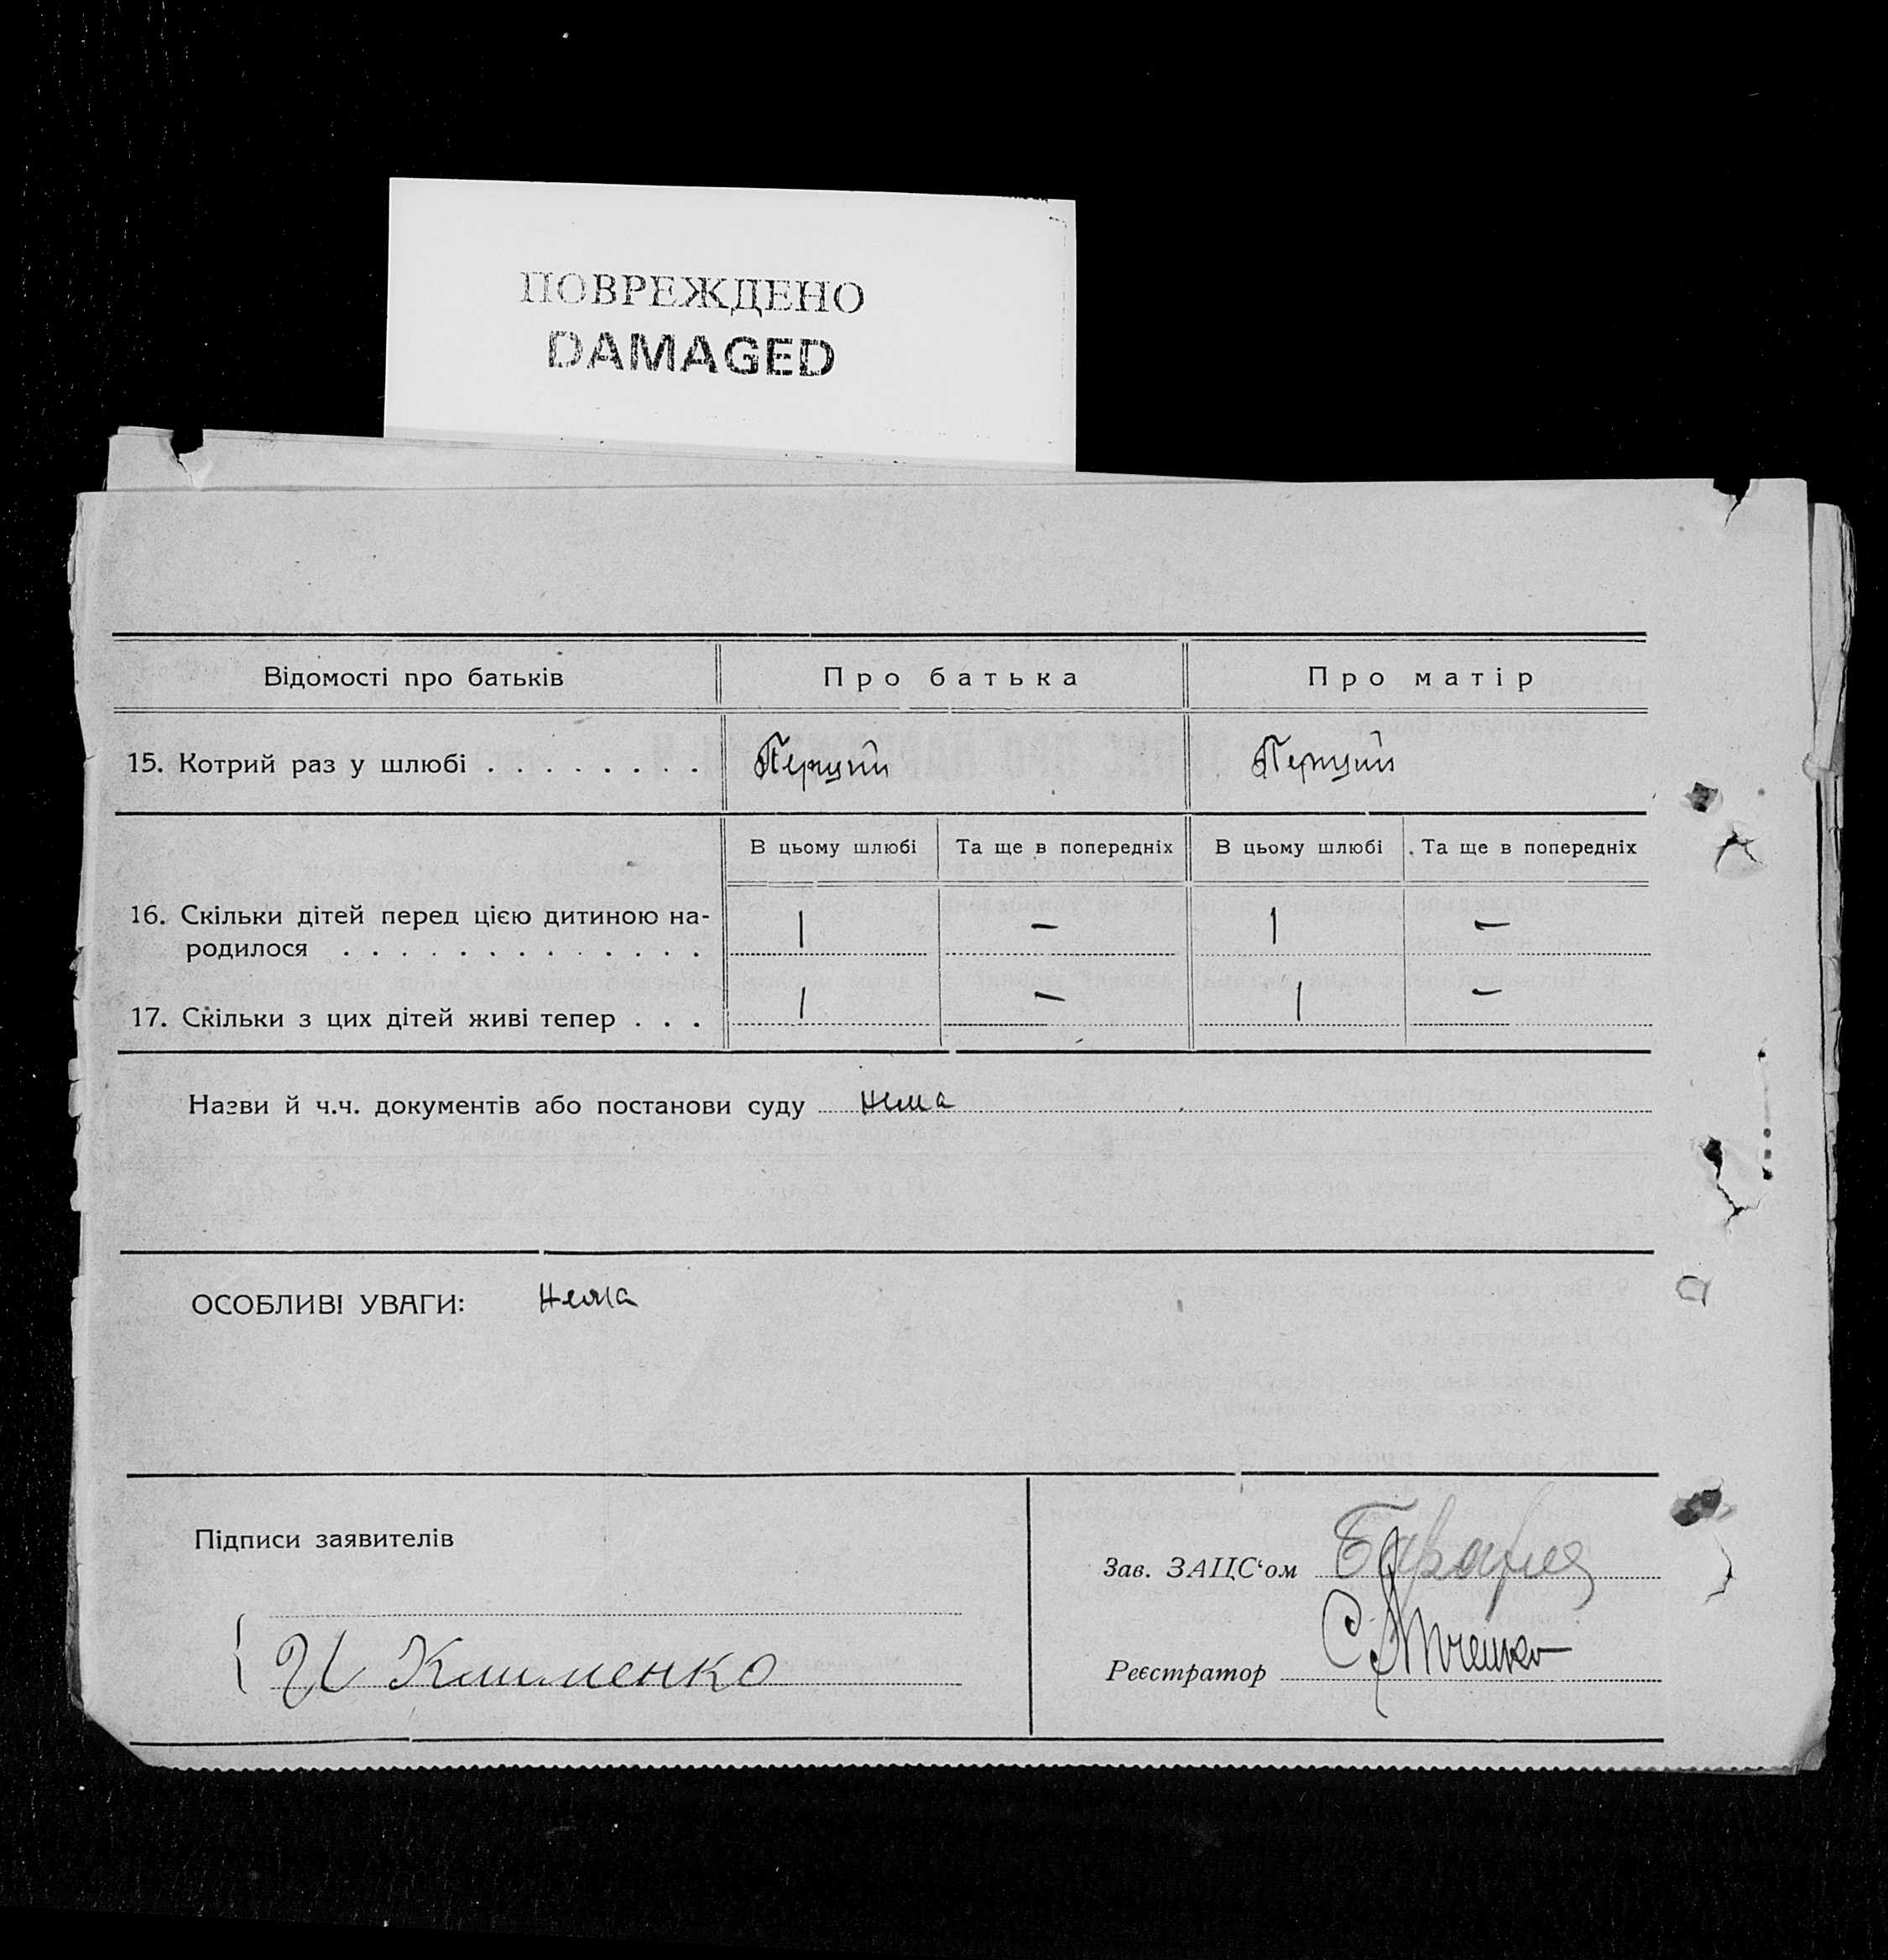 ПОВРЕЖДЕНО
DAMAGED
Відомості про батьків
Про батька
Про матір
15. Котрий раз у шлюбі . . . . . . . .
Перший
Перший
В цьому шлюбі
Та ще в попередніх
В цьому шлюбі
Та ще в попередніх
16. Скільки дітей перед цією дитиною на-
родилося . . . . . . . . . . . . .
1
—
1
—
17. Скільки з цих дітей живі тепер . . .
1
—
1
—
Назви й ч.ч. документів або постанови суду нема
ОСОБЛИВІ УВАГИ: нема
Підписи заявителів
И Клименко
Зав. ЗАЦС‘ом
Реєстратор